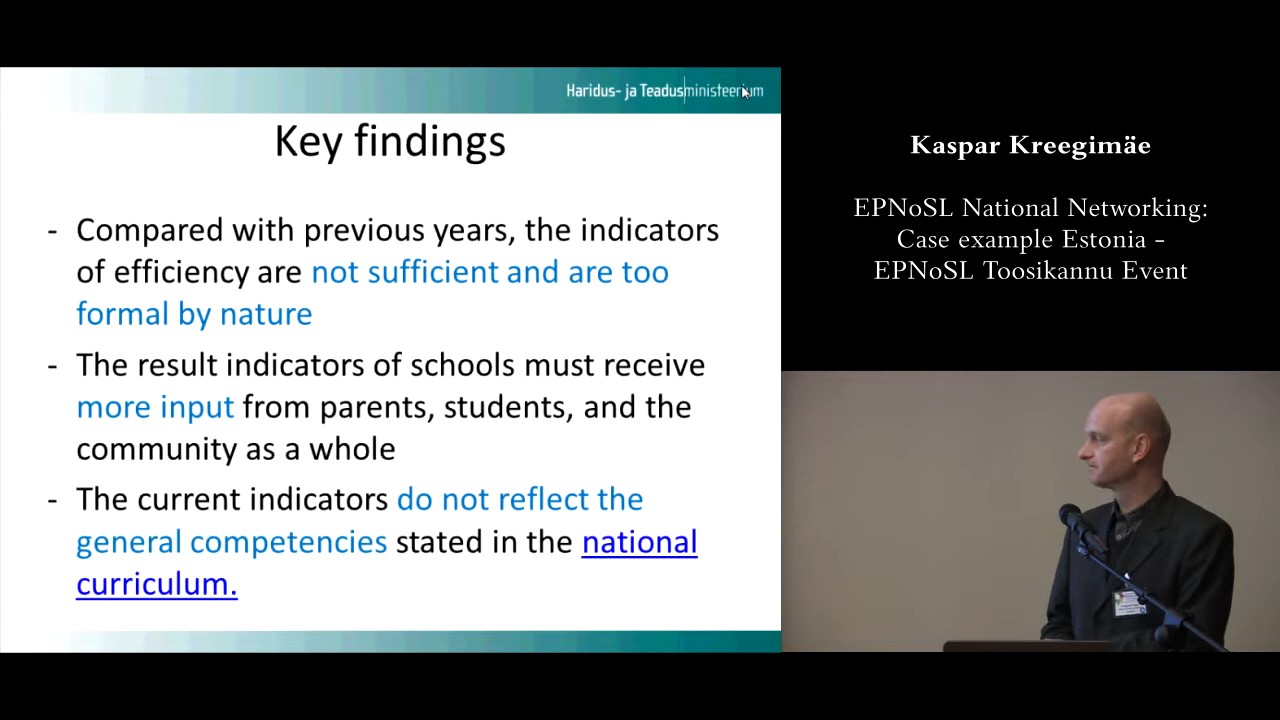 Haridus- ja Teadusministeerium
Key findings
- Compared with previous years, the indicators
of efficiency are not sufficient and are too
formal by nature
- The result indicators of schools must receive
more input from parents, students, and the
community as a whole
- The current indicators do not reflect the
general competencies stated in the national
curriculum.
Kaspar Kreegimäe
EPNoSL National Networking:
Case example Estonia -
EPNoSL Toosikannu Event